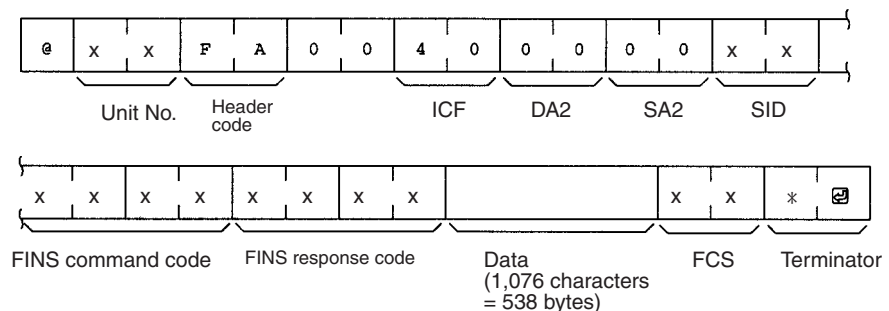 @ x x F A 0 0 4 0 0 0 0 0 x x
Unit No. Header code ICF DA2 SA2 SID
x x x x x x x x x x * ↵
FINS command code FINS response code Data (1,076 characters = 538 bytes) FCS Terminator